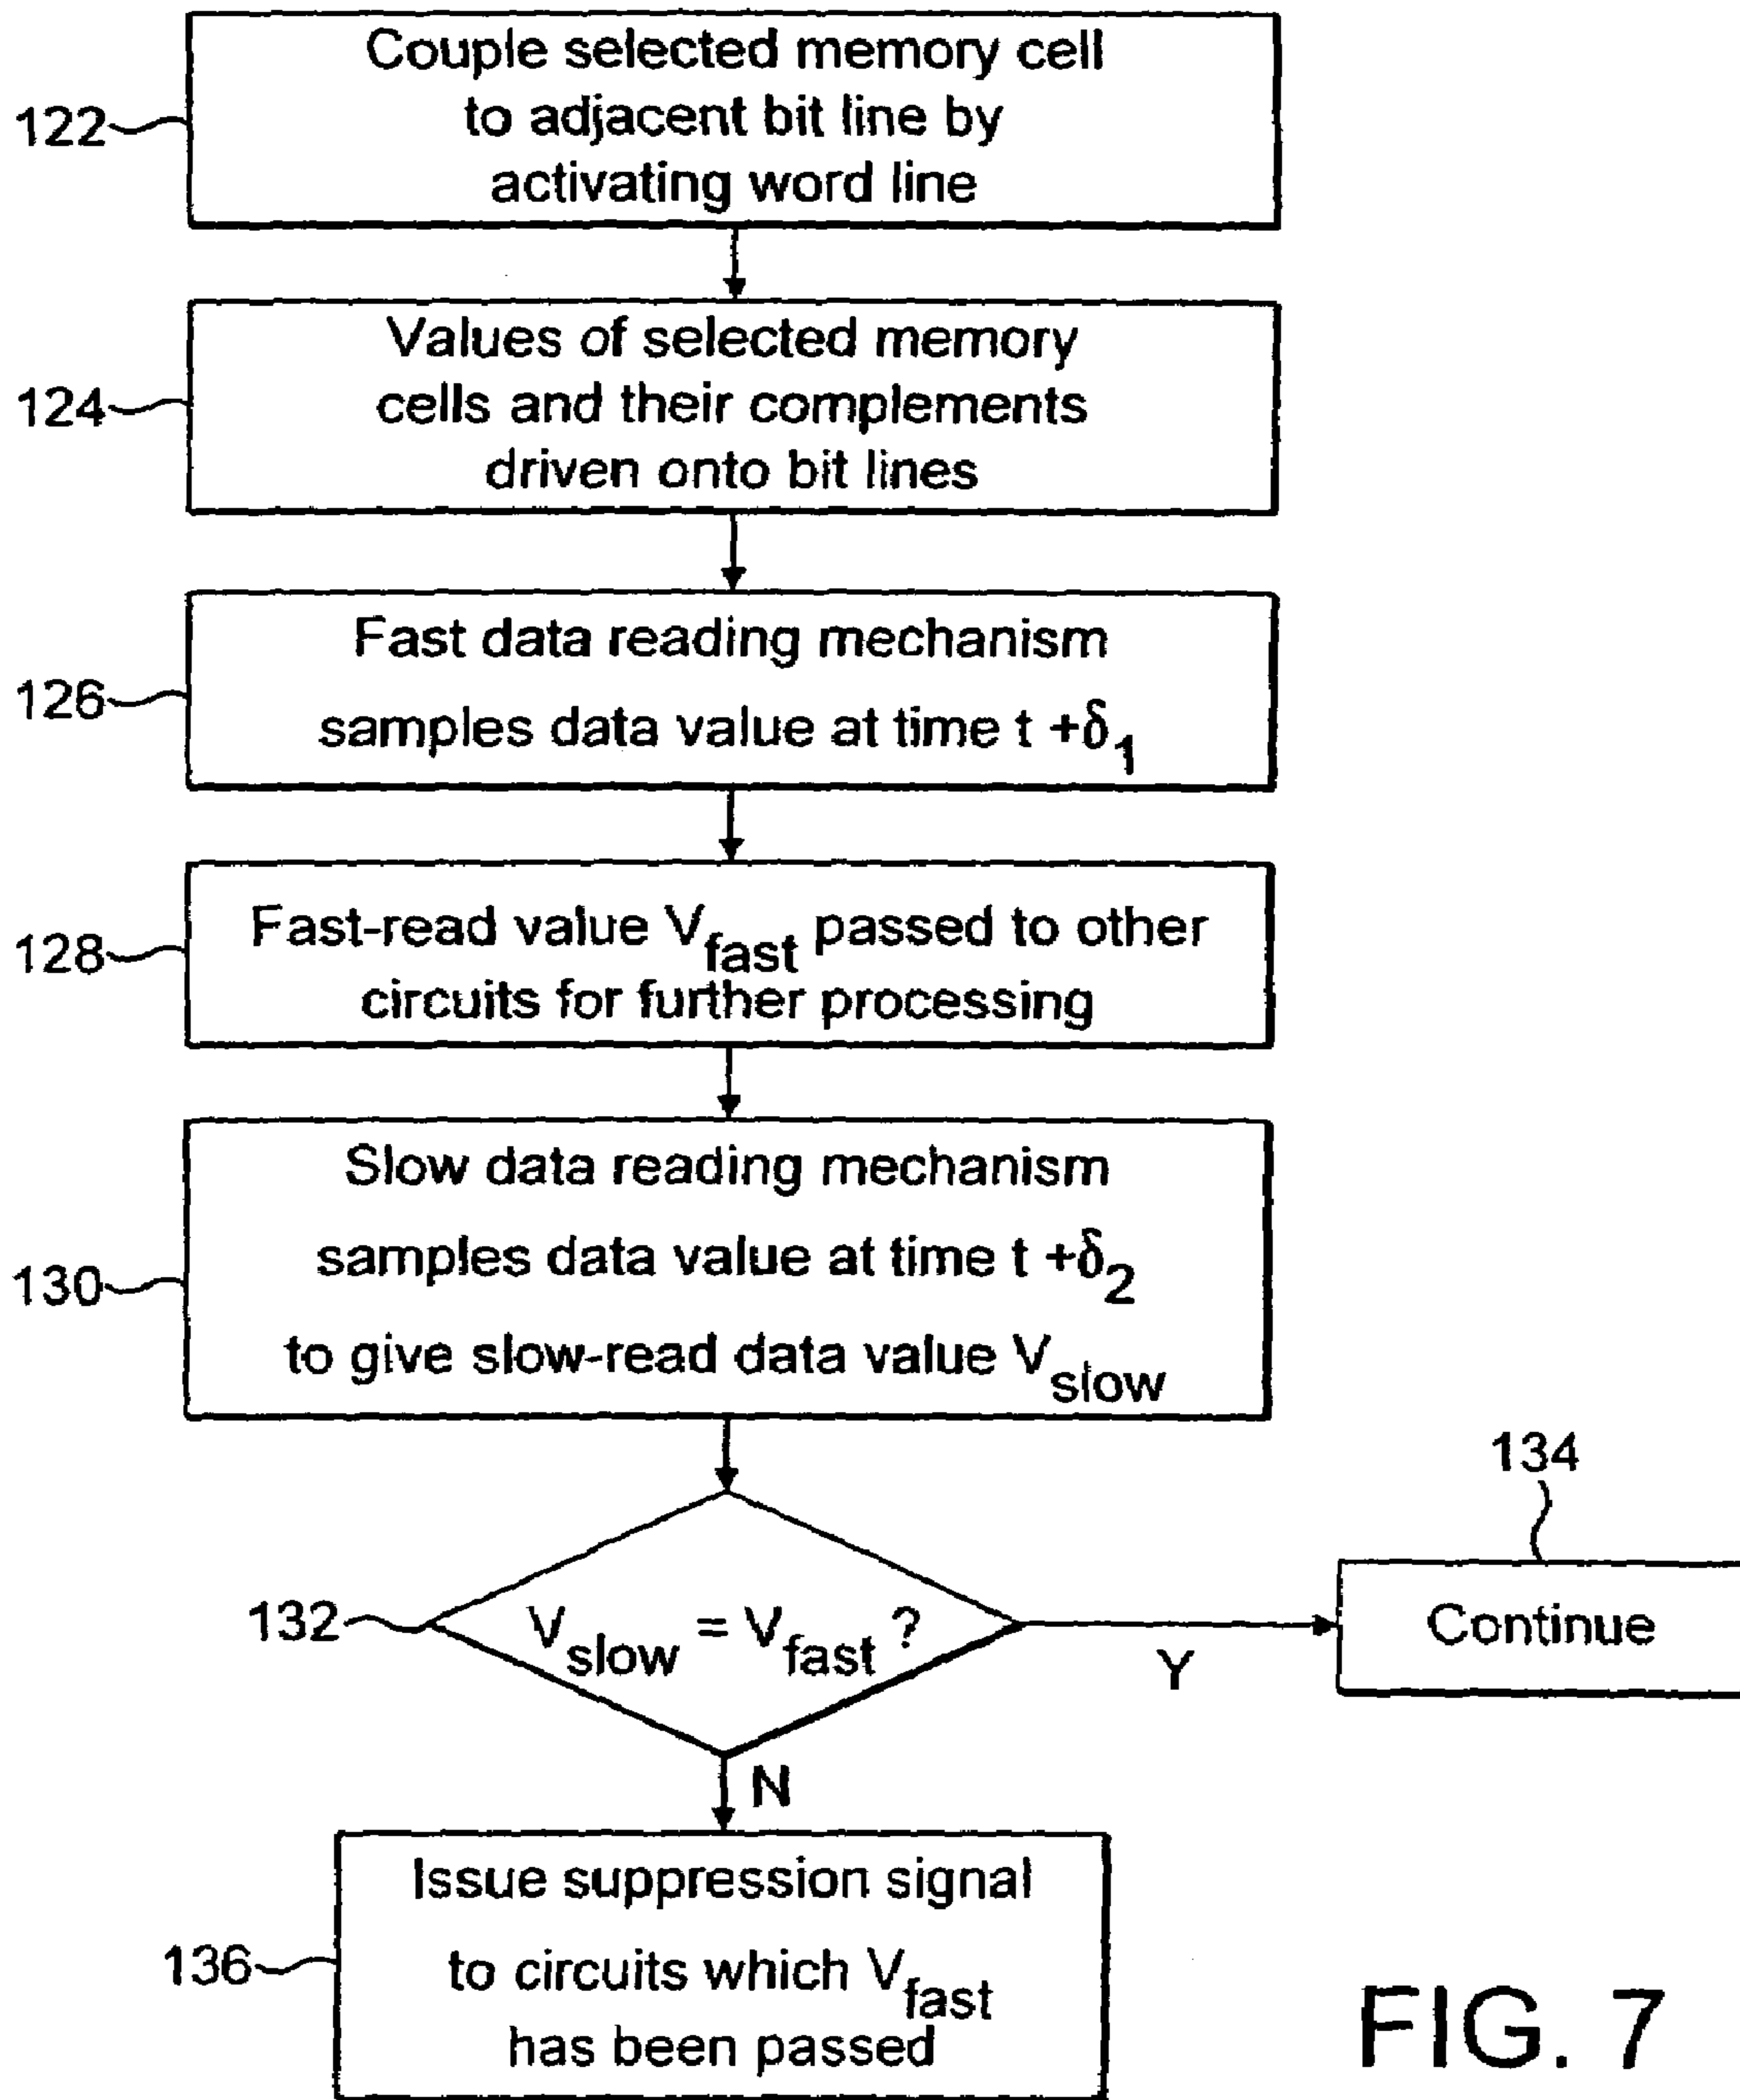 122
Couple selected memory cell
to adjacent bit line by
activating word line
124
Values of selected memory
cells and their complements
driven onto bit lines
126
Fast data reading mechanism
samples data value at time t +δ1
128
Fast-read value Vfast passed to other
circuits for further processing
130
Slow data reading mechanism
samples data value at time t +δ2
to give slow-read data value Vslow
132
Vslow = Vfast ?
Y
134
Continue
N
136
Issue suppression signal
to circuits which Vfast
has been passed
FIG. 7